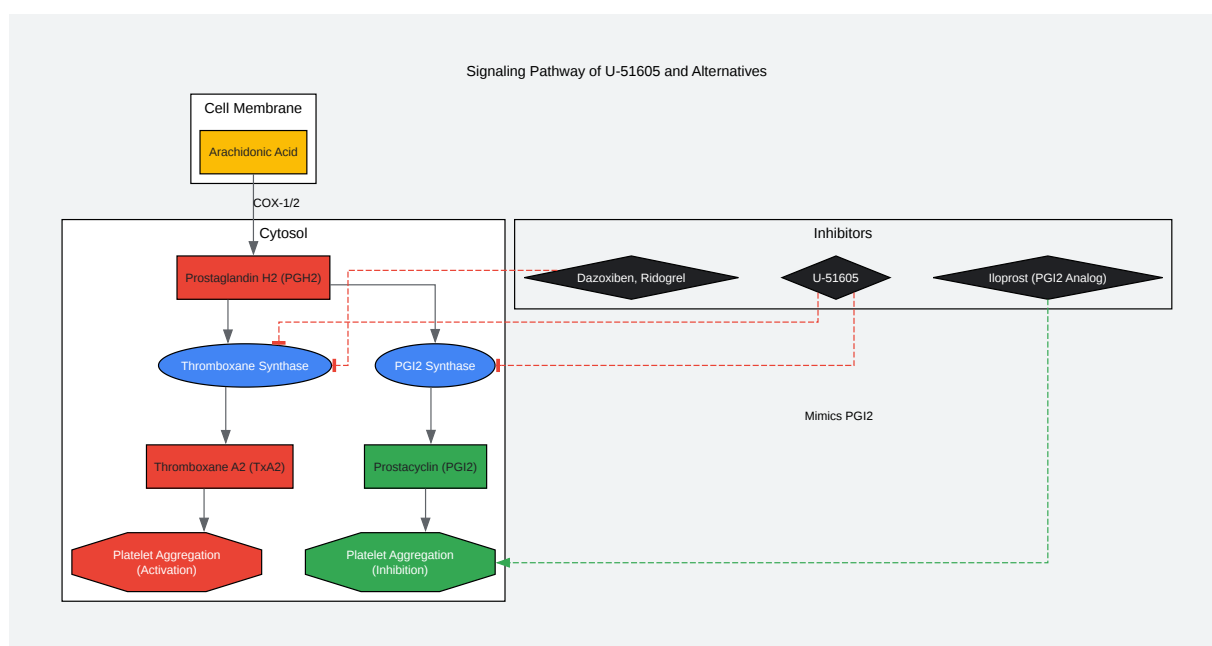 Signaling Pathway of U-51605 and Alternatives
Cell Membrane
Arachidonic Acid
COX-1/2
Cytosol
Inhibitors
Prostaglandin H2 (PGH2)
Dazoxiben, Ridogrel
U-51605
Iloprost (PGI2 Analog)
Thromboxane Synthase
PGI2 Synthase
Mimics PGI2
Thromboxane A2 (TxA2)
Prostacyclin (PGI2)
Platelet Aggregation
(Activation)
Platelet Aggregation
(Inhibition)